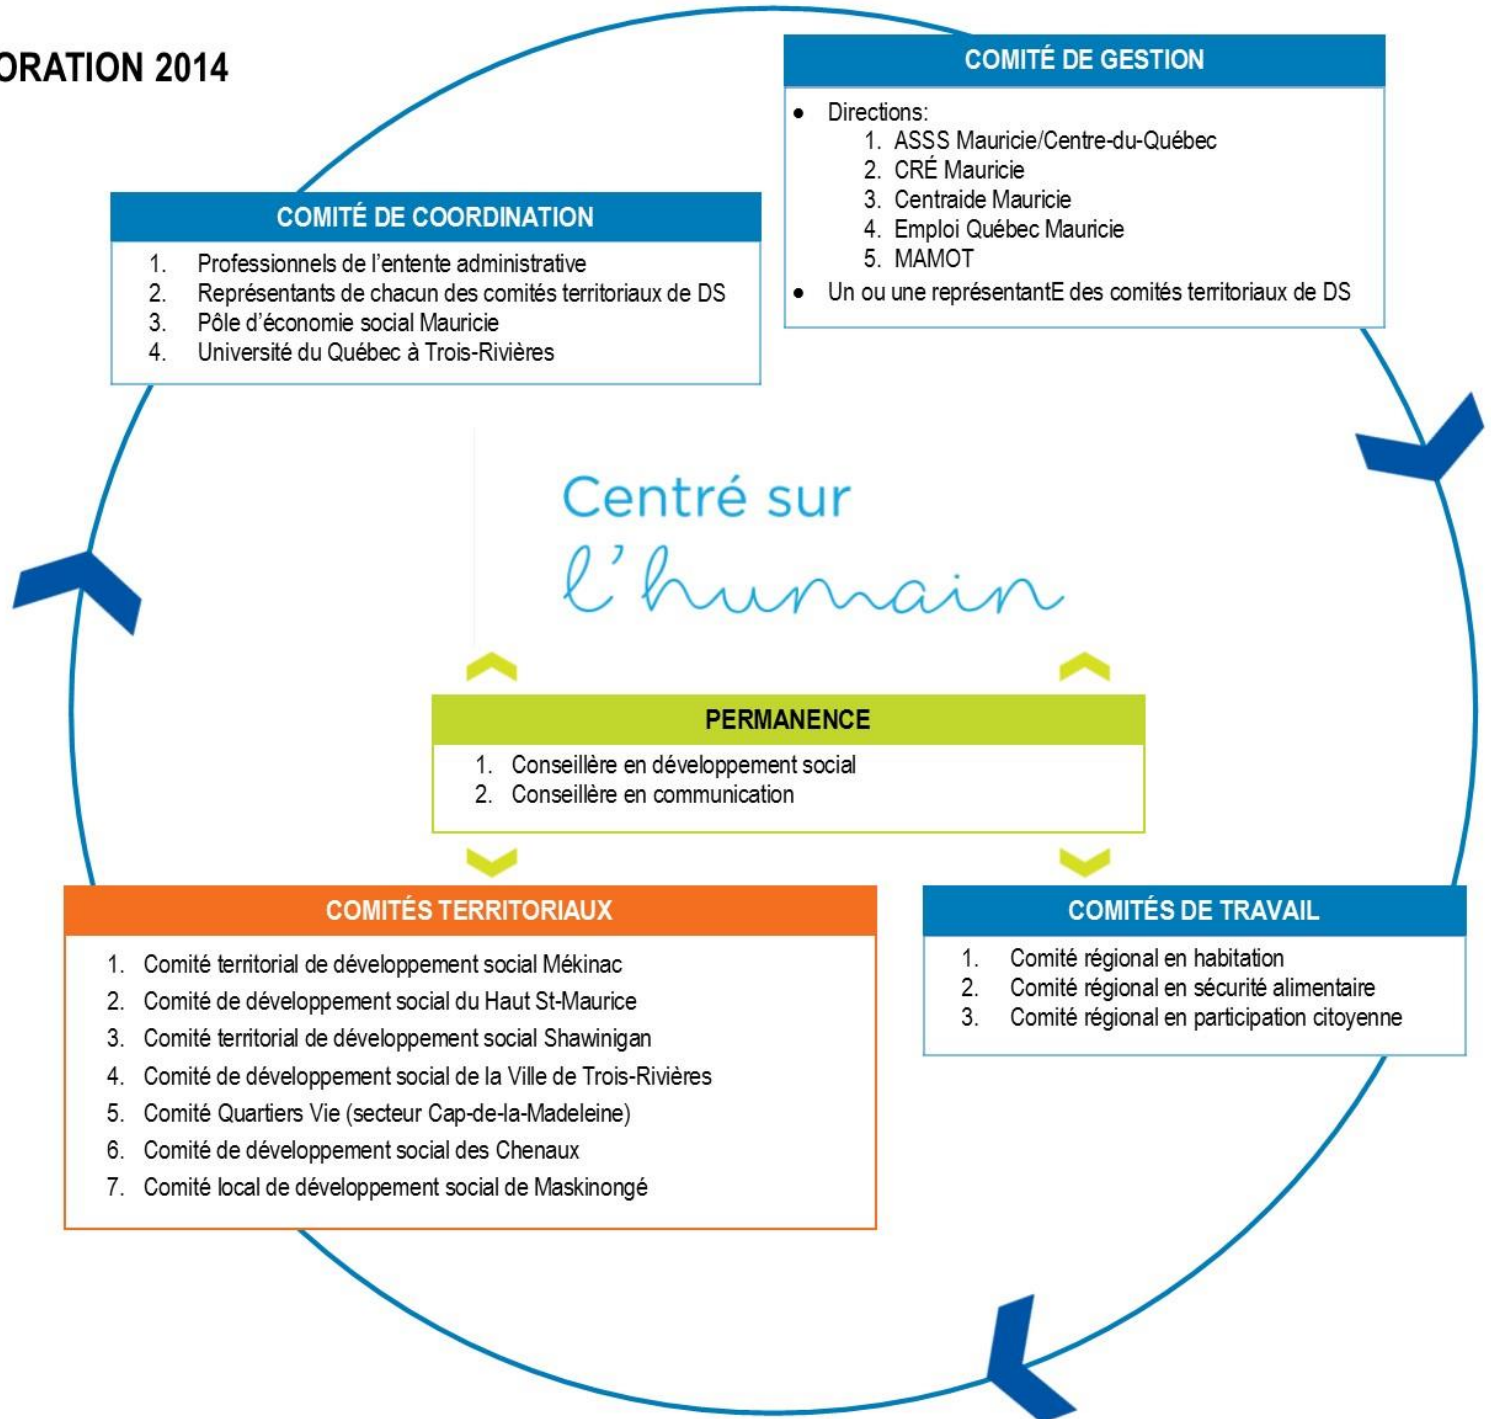 ORATION 2014
COMITÉ DE GESTION
• Directions:
1. ASSS Mauricie/Centre-du-Québec
2. CRÉ Mauricie
3. Centraide Mauricie
4. Emploi Québec Mauricie
5. MAMOT
• Un ou une représentantE des comités territoriaux de DS
COMITÉ DE COORDINATION
1. Professionnels de l'entente administrative
2. Représentants de chacun des comités territoriaux de DS
3. Pôle d'économie social Mauricie
4. Université du Québec à Trois-Rivières
Centré sur
l'humain
PERMANENCE
1. Conseillère en développement social
2. Conseillère en communication
COMITÉS TERRITORIAUX
1. Comité territorial de développement social Mékinac
2. Comité de développement social du Haut St-Maurice
3. Comité territorial de développement social Shawinigan
4. Comité de développement social de la Ville de Trois-Rivières
5. Comité Quartiers Vie (secteur Cap-de-la-Madeleine)
6. Comité de développement social des Chenaux
7. Comité local de développement social de Maskinongé
COMITÉS DE TRAVAIL
1. Comité régional en habitation
2. Comité régional en sécurité alimentaire
3. Comité régional en participation citoyenne